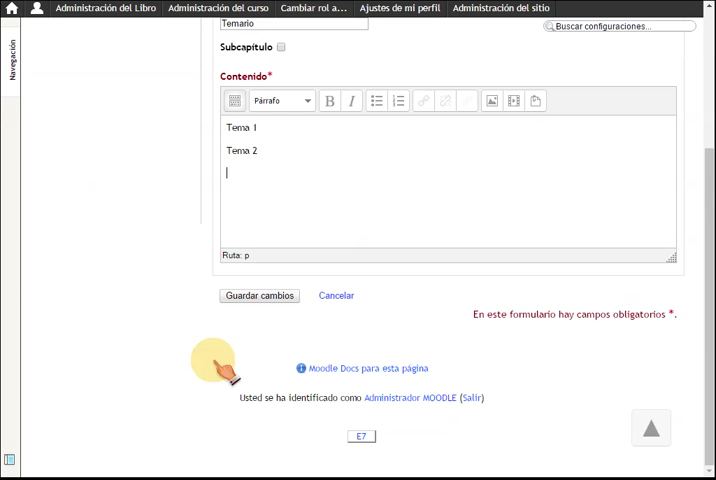 Administración del Libro Administración del curso Cambiar rol a... Ajustes de mi perfil Administración del sitio
Navegación
Temario
Buscar configuraciones...
Subcapítulo
Contenido*
Párrafo B I
Tema 1
Tema 2
Ruta: p
Guardar cambios Cancelar
En este formulario hay campos obligatorios *.
Moodle Docs para esta página
Usted se ha identificado como Administrador MOODLE (Salir)
E7